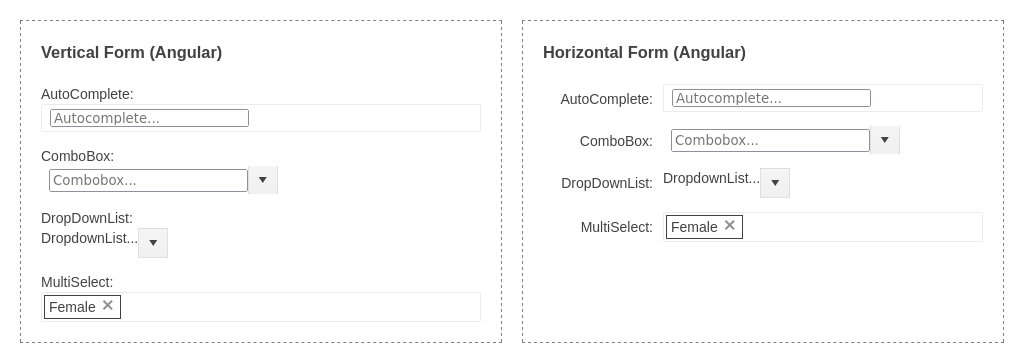 Vertical Form (Angular)
AutoComplete:
Autocomplete...
ComboBox:
Combobox...
DropDownList:
DropdownList...
MultiSelect:
Female ✕
Horizontal Form (Angular)
AutoComplete: Autocomplete...
ComboBox: Combobox...
DropDownList: DropdownList...
MultiSelect: Female ✕